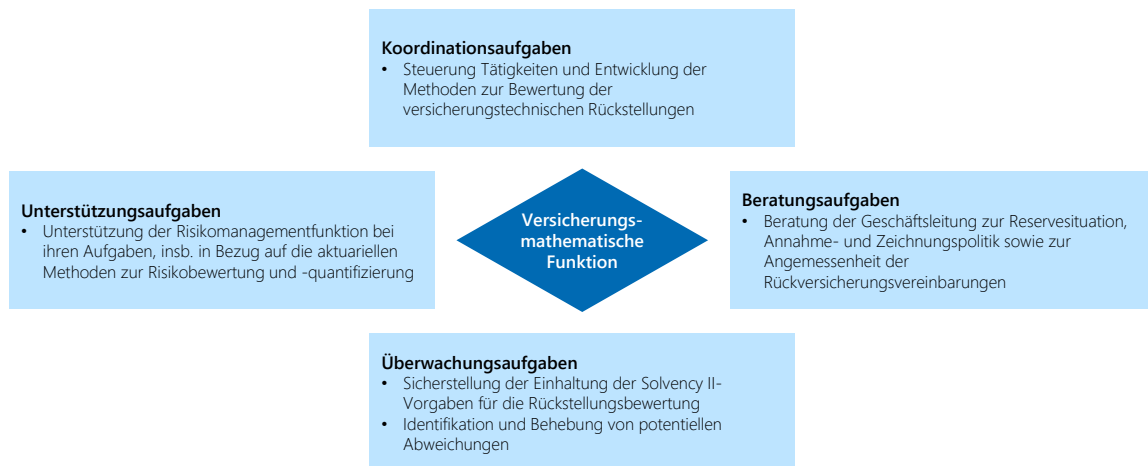 Koordinationsaufgaben
• Steuerung Tätigkeiten und Entwicklung der
Methoden zur Bewertung der
versicherungstechnischen Rückstellungen
Unterstützungsaufgaben
• Unterstützung der Risikomanagementfunktion bei
ihren Aufgaben, insb. in Bezug auf die aktuariellen
Methoden zur Risikobewertung und -quantifizierung
Versicherungs-
mathematische
Funktion
Beratungsaufgaben
• Beratung der Geschäftsleitung zur Reservesituation,
Annahme- und Zeichnungspolitik sowie zur
Angemessenheit der
Rückversicherungsvereinbarungen
Überwachungsaufgaben
• Sicherstellung der Einhaltung der Solvency II-
Vorgaben für die Rückstellungsbewertung
• Identifikation und Behebung von potentiellen
Abweichungen